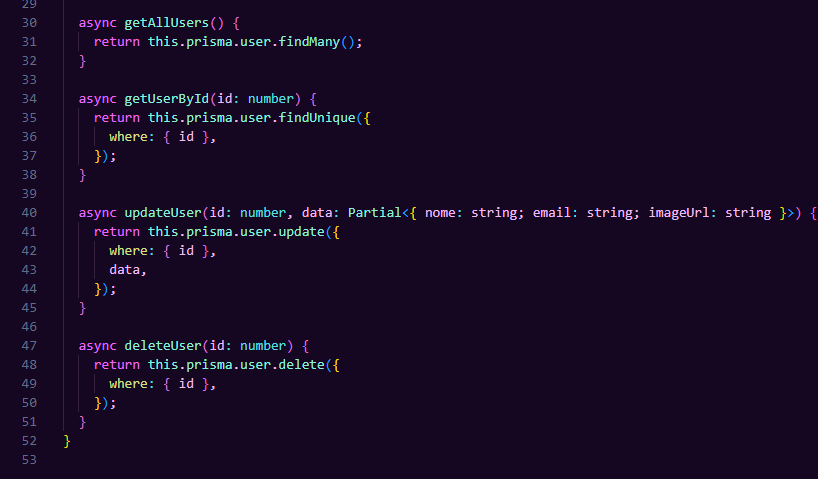 29
30 async getAllUsers() {
31 return this.prisma.user.findMany();
32 }
33
34 async getUserById(id: number) {
35 return this.prisma.user.findUnique({
36 where: { id },
37 });
38 }
39
40 async updateUser(id: number, data: Partial<{ nome: string; email: string; imageUrl: string }>) {
41 return this.prisma.user.update({
42 where: { id },
43 data,
44 });
45 }
46
47 async deleteUser(id: number) {
48 return this.prisma.user.delete({
49 where: { id },
50 });
51 }
52 }
53